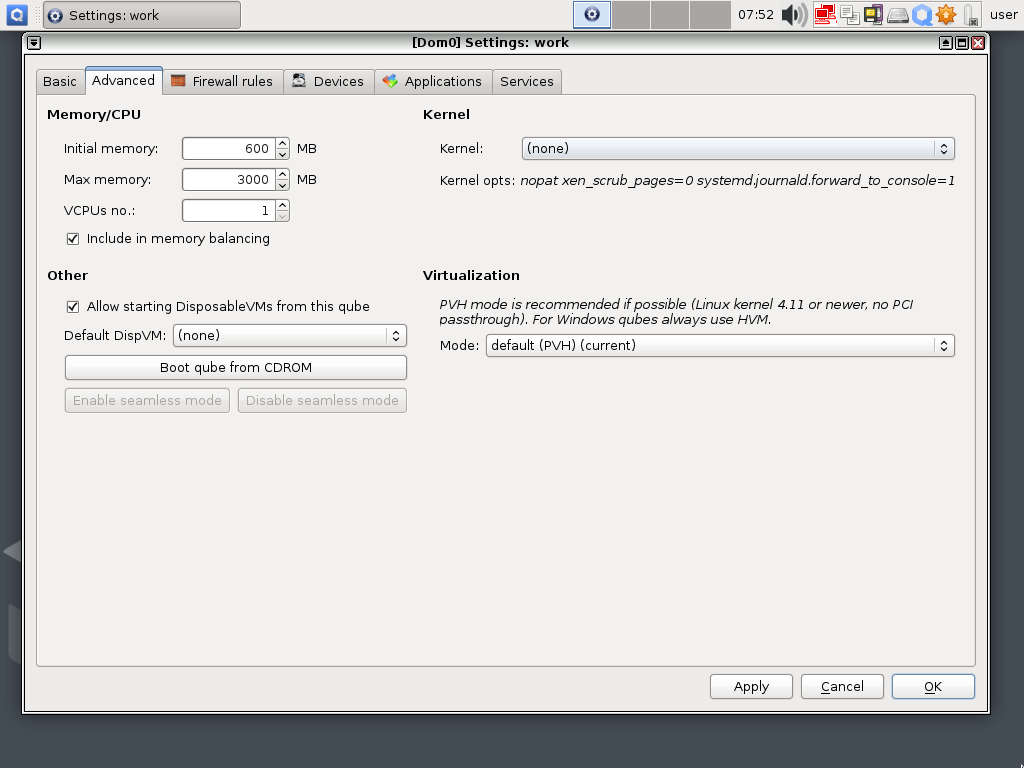 Settings: work
07:52
user
[Dom0] Settings: work
Basic
Advanced
Firewall rules
Devices
Applications
Services
Memory/CPU
Initial memory: 600 MB
Max memory: 3000 MB
VCPUs no.: 1
Include in memory balancing
Kernel
Kernel: (none)
Kernel opts: nopat xen_scrub_pages=0 systemd.journald.forward_to_console=1
Other
Allow starting DisposableVMs from this qube
Default DispVM: (none)
Boot qube from CDROM
Enable seamless mode
Disable seamless mode
Virtualization
PVH mode is recommended if possible (Linux kernel 4.11 or newer, no PCI
passthrough). For Windows qubes always use HVM.
Mode: default (PVH) (current)
Apply
Cancel
OK